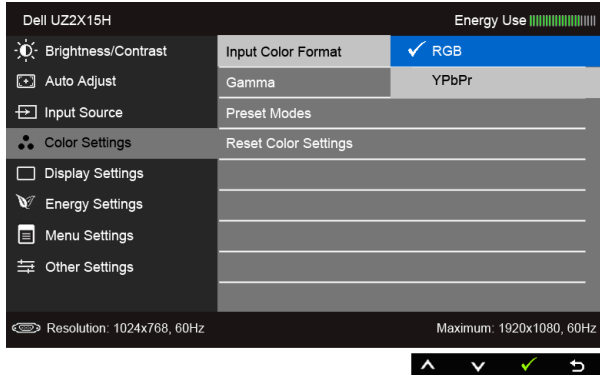 Dell UZ2X15H
Energy Use
Brightness/Contrast
Auto Adjust
Input Source
Color Settings
Display Settings
Energy Settings
Menu Settings
Other Settings
Input Color Format
Gamma
Preset Modes
Reset Color Settings
RGB
YPbPr
Resolution: 1024x768, 60Hz
Maximum: 1920x1080, 60Hz